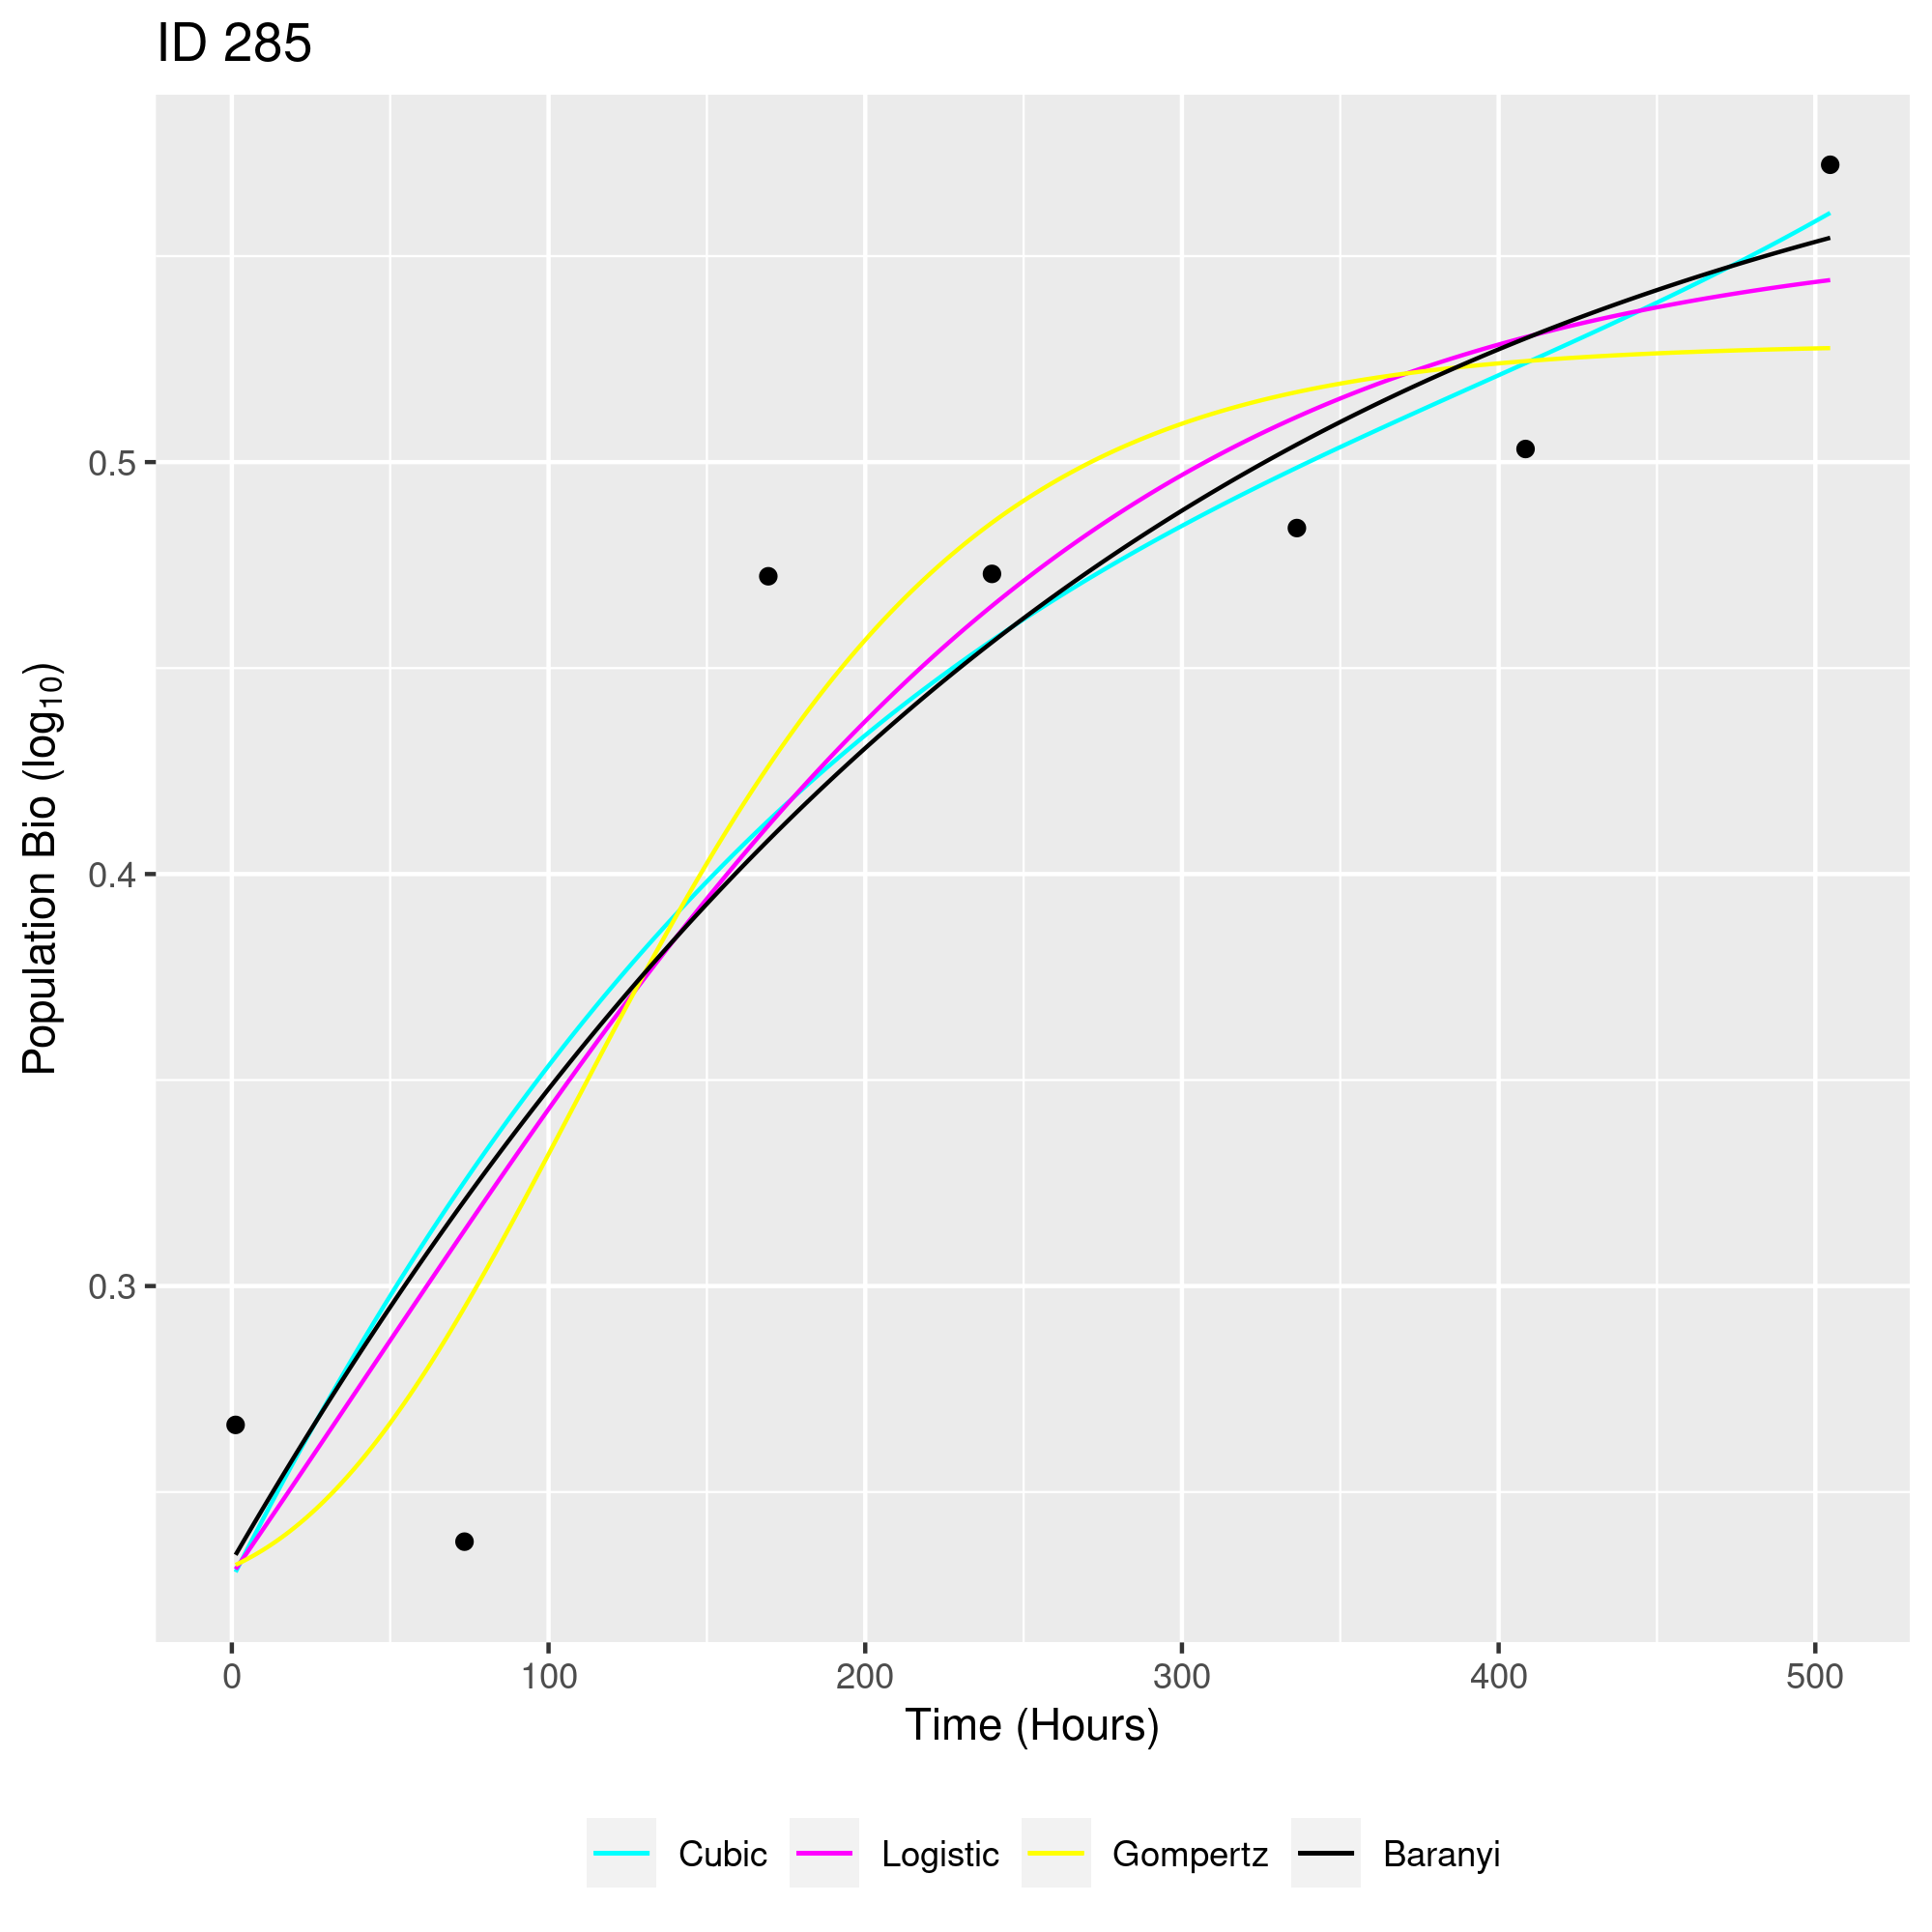 ID 285
Population Bio (log₁₀)
0.5
0.4
0.3
0 100 200 300 400 500
Time (Hours)
Cubic Logistic Gompertz Baranyi